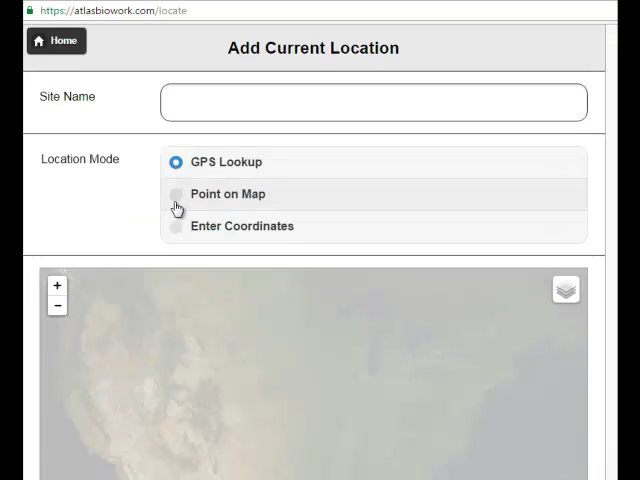 https://atlasbiowork.com/locate
Home
Add Current Location
Site Name
Location Mode
GPS Lookup
Point on Map
Enter Coordinates
+
−